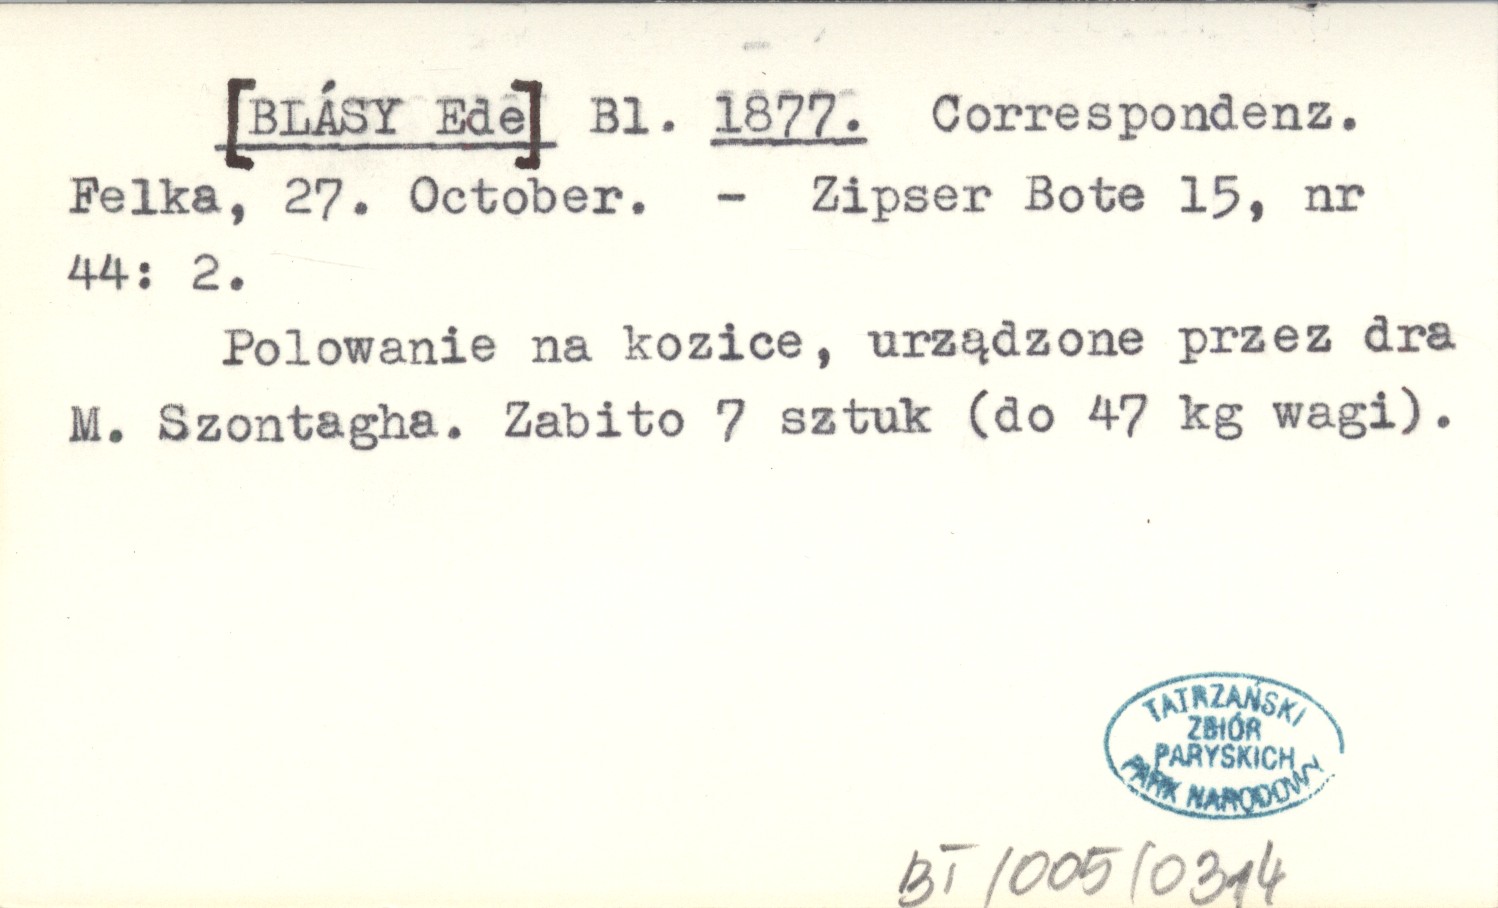 [BLÁSY Ede] Bl. 1877. Correspondenz.
Felka, 27. October. - Zipser Bote 15, nr
44: 2.
Polowanie na kozice, urządzone przez dra
M. Szontagha. Zabito 7 sztuk (do 47 kg wagi).
TATRZAŃSKI
ZBIÓR
PARYSKICH
PARK NARODOWY
BI/005/0314